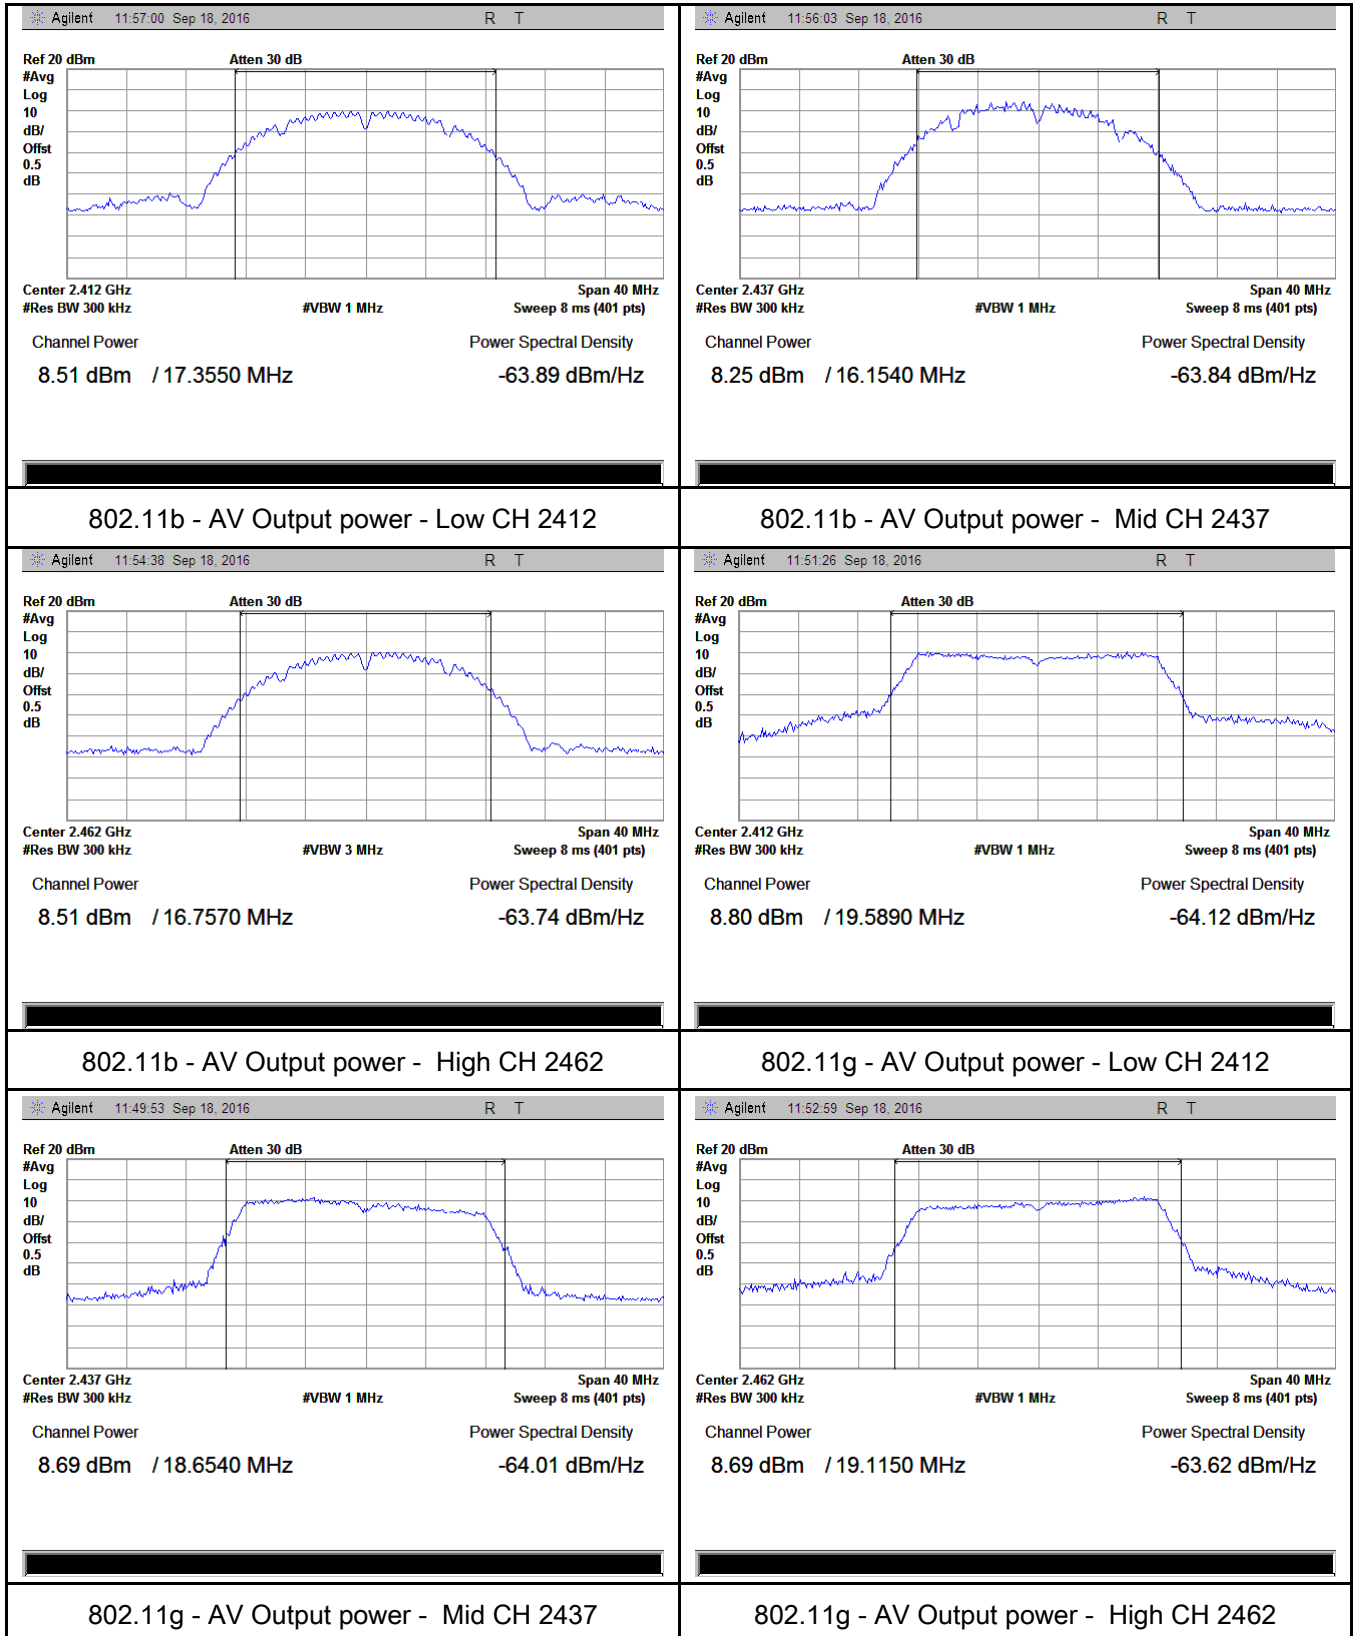 Agilent 11:57:00 Sep 18, 2016 R T
Ref 20 dBm Atten 30 dB
#Avg
Log
10
dB/
Offst
0.5
dB
Center 2.412 GHz Span 40 MHz
#Res BW 300 kHz #VBW 1 MHz Sweep 8 ms (401 pts)
Channel Power Power Spectral Density
8.51 dBm / 17.3550 MHz -63.89 dBm/Hz
802.11b - AV Output power - Low CH 2412
Agilent 11:56:03 Sep 18, 2016 R T
Ref 20 dBm Atten 30 dB
#Avg
Log
10
dB/
Offst
0.5
dB
Center 2.437 GHz Span 40 MHz
#Res BW 300 kHz #VBW 1 MHz Sweep 8 ms (401 pts)
Channel Power Power Spectral Density
8.25 dBm / 16.1540 MHz -63.84 dBm/Hz
802.11b - AV Output power - Mid CH 2437
Agilent 11:54:38 Sep 18, 2016 R T
Ref 20 dBm Atten 30 dB
#Avg
Log
10
dB/
Offst
0.5
dB
Center 2.462 GHz Span 40 MHz
#Res BW 300 kHz #VBW 3 MHz Sweep 8 ms (401 pts)
Channel Power Power Spectral Density
8.51 dBm / 16.7570 MHz -63.74 dBm/Hz
802.11b - AV Output power - High CH 2462
Agilent 11:51:26 Sep 18, 2016 R T
Ref 20 dBm Atten 30 dB
#Avg
Log
10
dB/
Offst
0.5
dB
Center 2.412 GHz Span 40 MHz
#Res BW 300 kHz #VBW 1 MHz Sweep 8 ms (401 pts)
Channel Power Power Spectral Density
8.80 dBm / 19.5890 MHz -64.12 dBm/Hz
802.11g - AV Output power - Low CH 2412
Agilent 11:49:53 Sep 18, 2016 R T
Ref 20 dBm Atten 30 dB
#Avg
Log
10
dB/
Offst
0.5
dB
Center 2.437 GHz Span 40 MHz
#Res BW 300 kHz #VBW 1 MHz Sweep 8 ms (401 pts)
Channel Power Power Spectral Density
8.69 dBm / 18.6540 MHz -64.01 dBm/Hz
802.11g - AV Output power - Mid CH 2437
Agilent 11:52:59 Sep 18, 2016 R T
Ref 20 dBm Atten 30 dB
#Avg
Log
10
dB/
Offst
0.5
dB
Center 2.462 GHz Span 40 MHz
#Res BW 300 kHz #VBW 1 MHz Sweep 8 ms (401 pts)
Channel Power Power Spectral Density
8.69 dBm / 19.1150 MHz -63.62 dBm/Hz
802.11g - AV Output power - High CH 2462